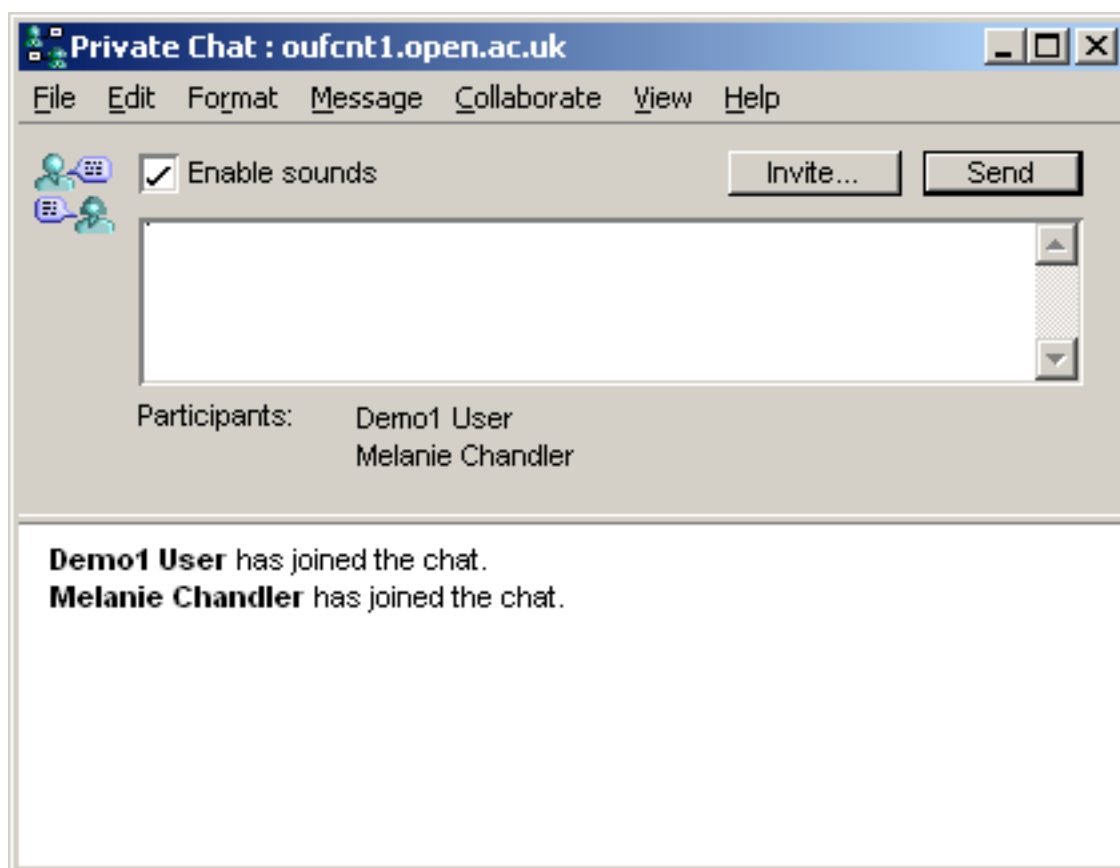 Private Chat : oufcnt1.open.ac.uk
File Edit Format Message Collaborate View Help
Enable sounds Invite... Send
Participants: Demo1 User
Melanie Chandler
Demo1 User has joined the chat.
Melanie Chandler has joined the chat.